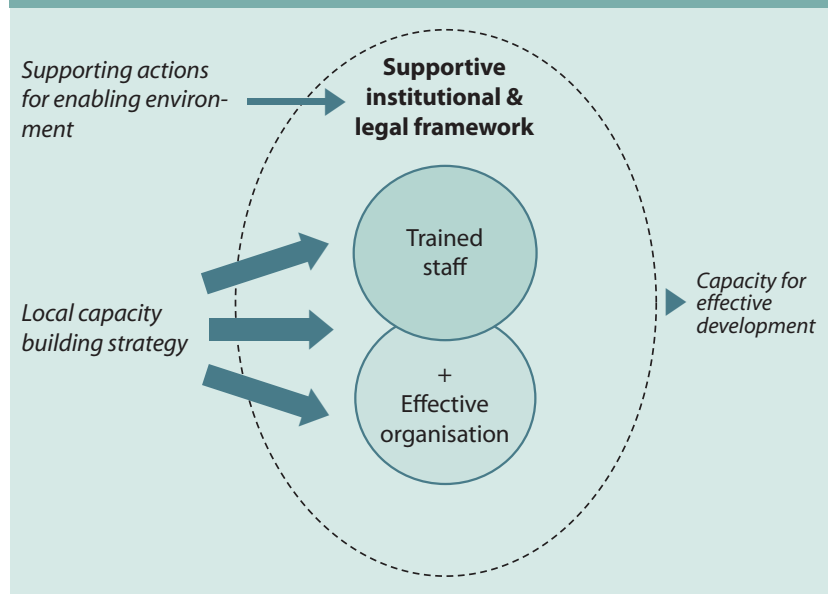 Supporting actions
for enabling environ-
ment
Supportive
institutional &
legal framework
Trained
staff
Local capacity
building strategy
+
Effective
organisation
Capacity for
effective
development